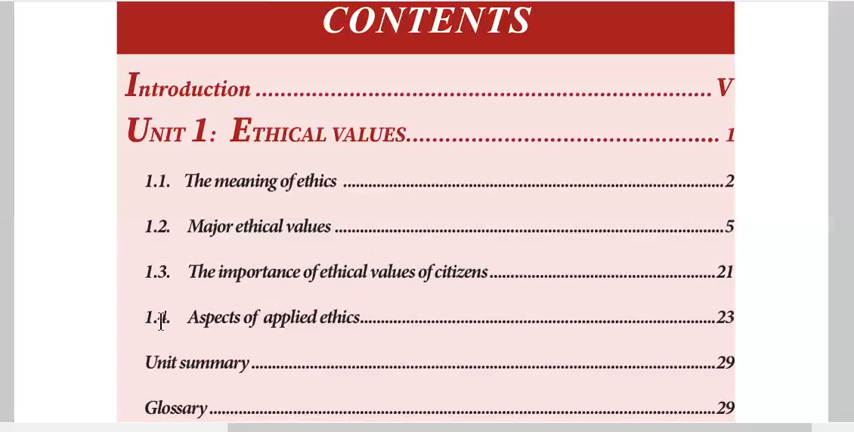 CONTENTS
Introduction ........................................................... V
UNIT 1: ETHICAL VALUES........................................ 1
1.1. The meaning of ethics ........................................................2
1.2. Major ethical values ........................................................5
1.3. The importance of ethical values of citizens........................................21
1.4. Aspects of applied ethics........................................................23
Unit summary........................................................29
Glossary........................................................29